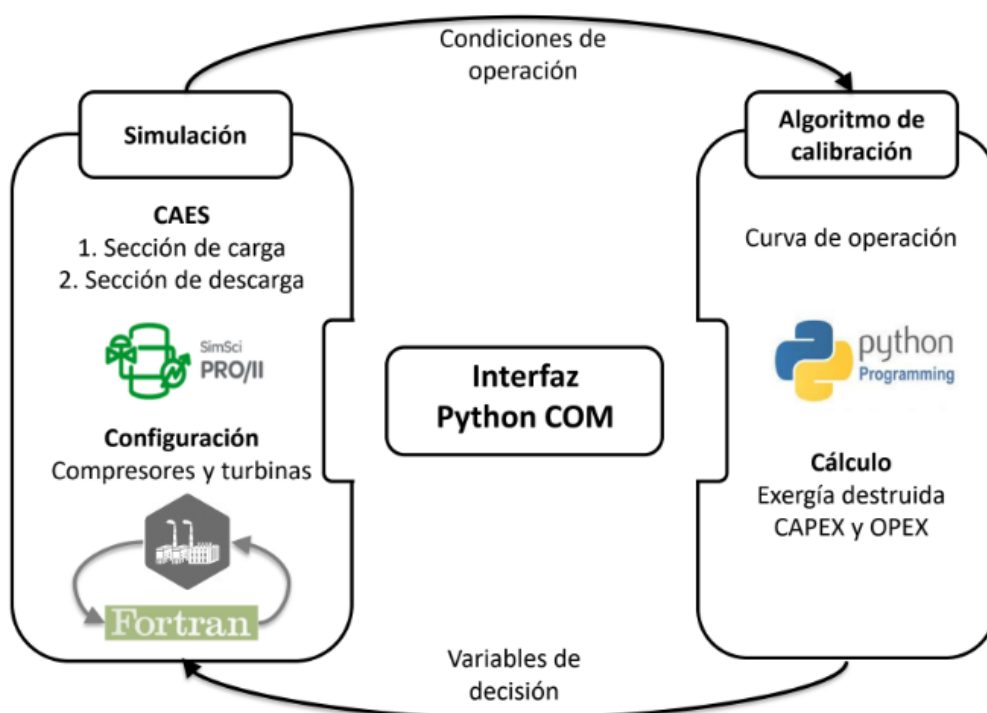 Condiciones de
operación
Simulación
CAES
1. Sección de carga
2. Sección de descarga
SimSci
PRO/II
Configuración
Compresores y turbinas
Fortran
Interfaz
Python COM
Algoritmo de
calibración
Curva de operación
python
Programming
Cálculo
Exergía destruida
CAPEX y OPEX
Variables de
decisión